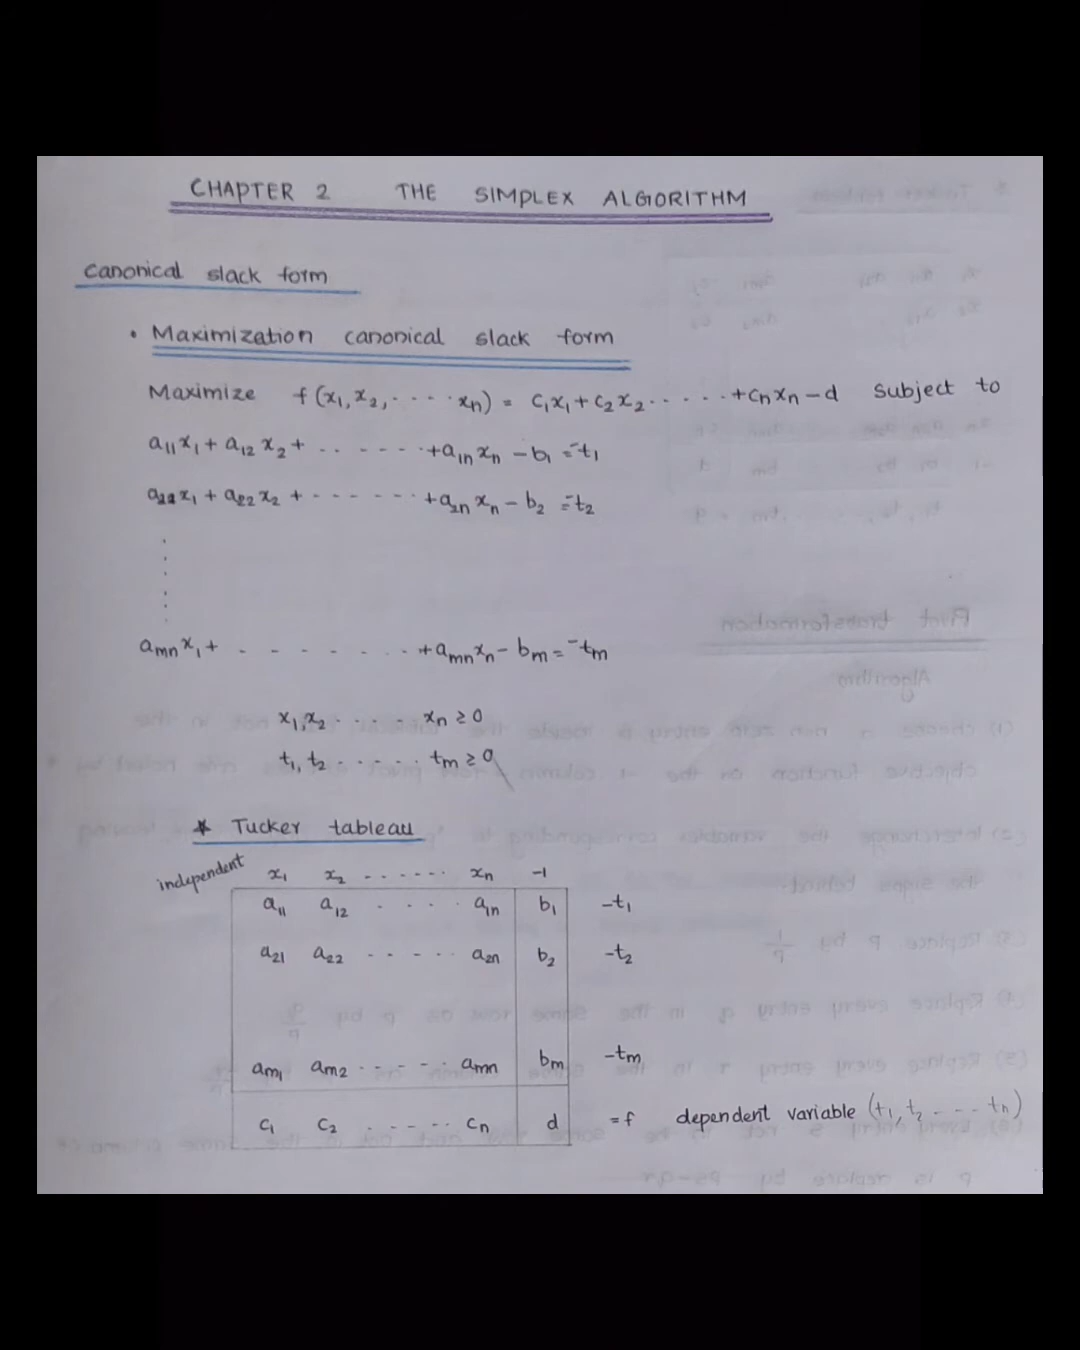 CHAPTER 2 THE SIMPLEX ALGORITHM
canonical slack form
• Maximization canonical slack form
Maximize f(x₁, x₂, ..... xₙ) = c₁x₁ + c₂x₂ ..... + cₙxₙ – d subject to
a₁₁x₁ + a₁₂x₂ + ....... + a₁ₙxₙ – b₁ = –t₁
a₂₂x₁ + a₂₂x₂ + ....... + a₂ₙxₙ – b₂ = –t₂
aₘₙx₁ + ........ + aₘₙxₙ – bₘ = –tₘ
x₁, x₂ ..... xₙ ≥ 0
t₁, t₂ ...... tₘ ≥ 0
* Tucker tableau
independent x₁ x₂ ...... xₙ –1
a₁₁ a₁₂ .... a₁ₙ b₁ –t₁
a₂₁ a₂₂ ..... a₂ₙ b₂ –t₂
aₘ₁ aₘ₂ ..... aₘₙ bₘ –tₘ
c₁ c₂ ..... cₙ d = f dependent variable (t₁, t₂ .... tₙ)